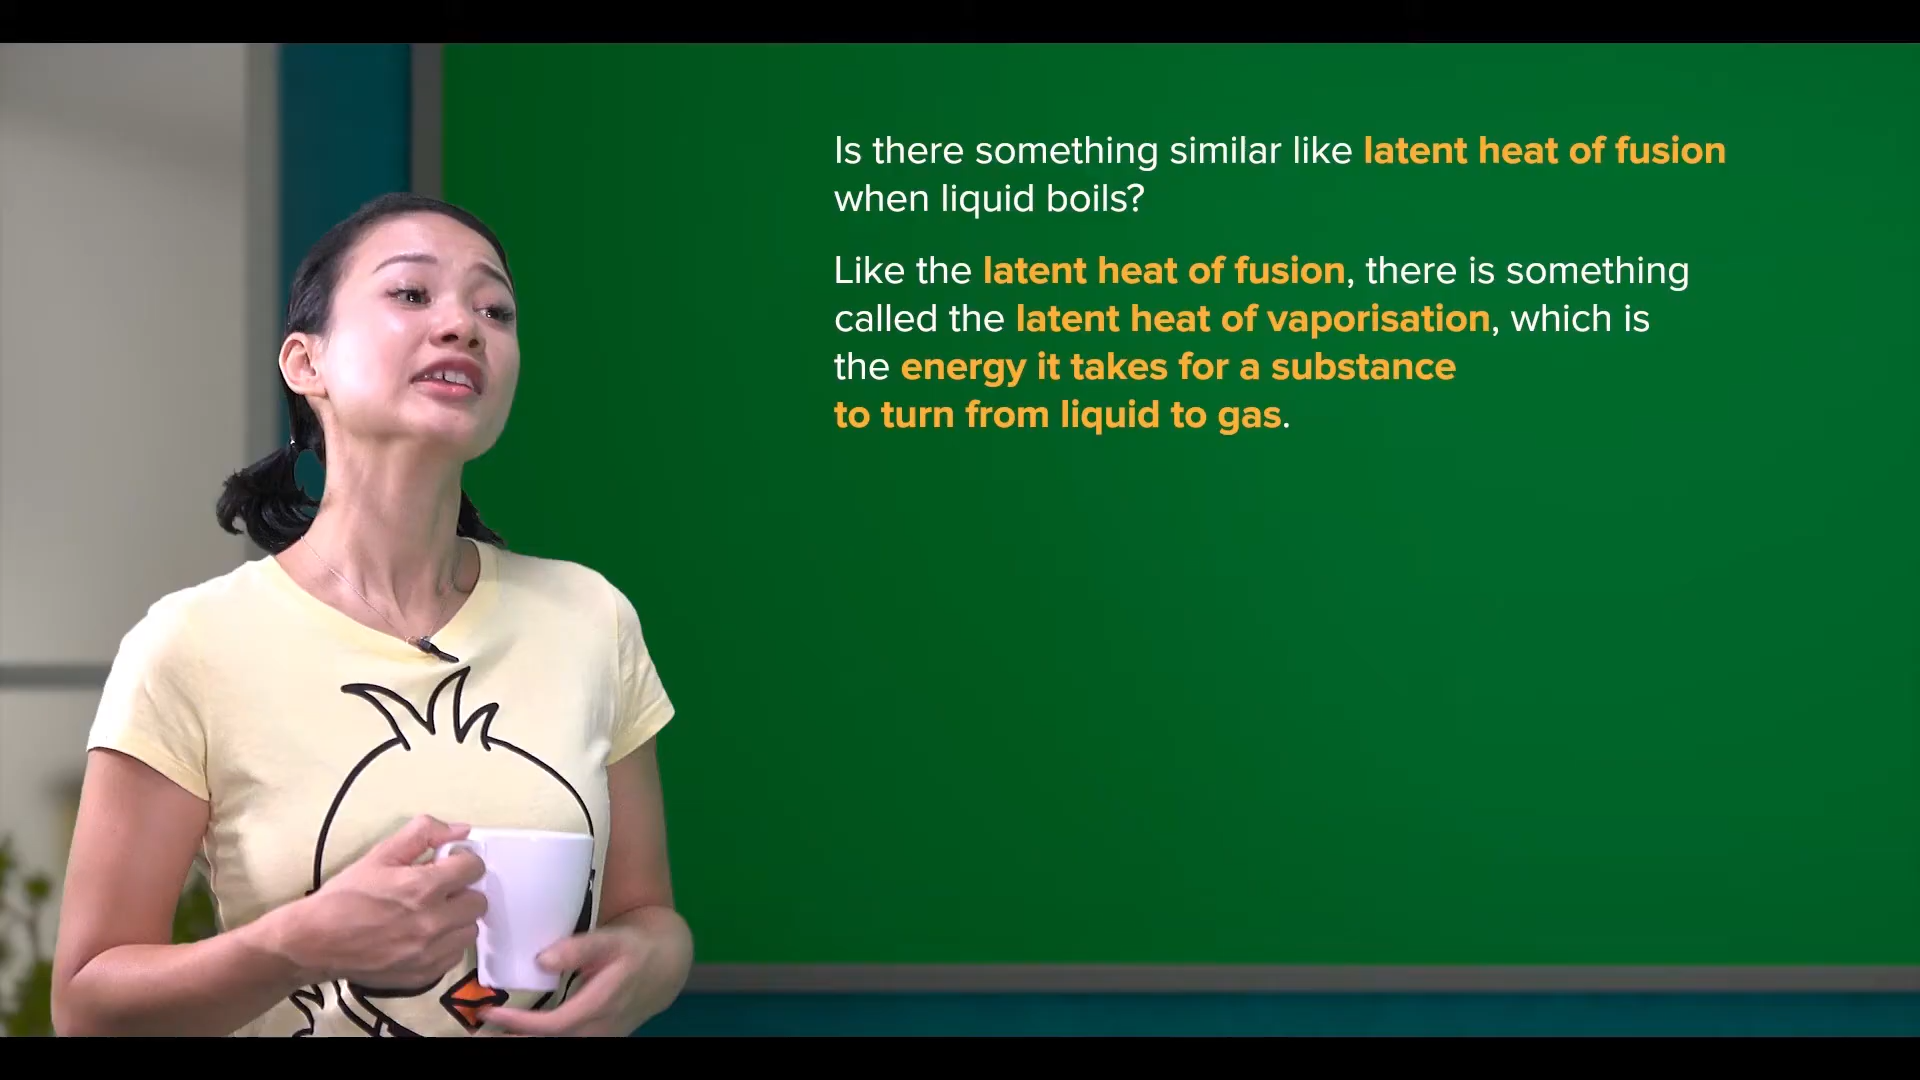 Is there something similar like latent heat of fusion
when liquid boils?
Like the latent heat of fusion, there is something
called the latent heat of vaporisation, which is
the energy it takes for a substance
to turn from liquid to gas.